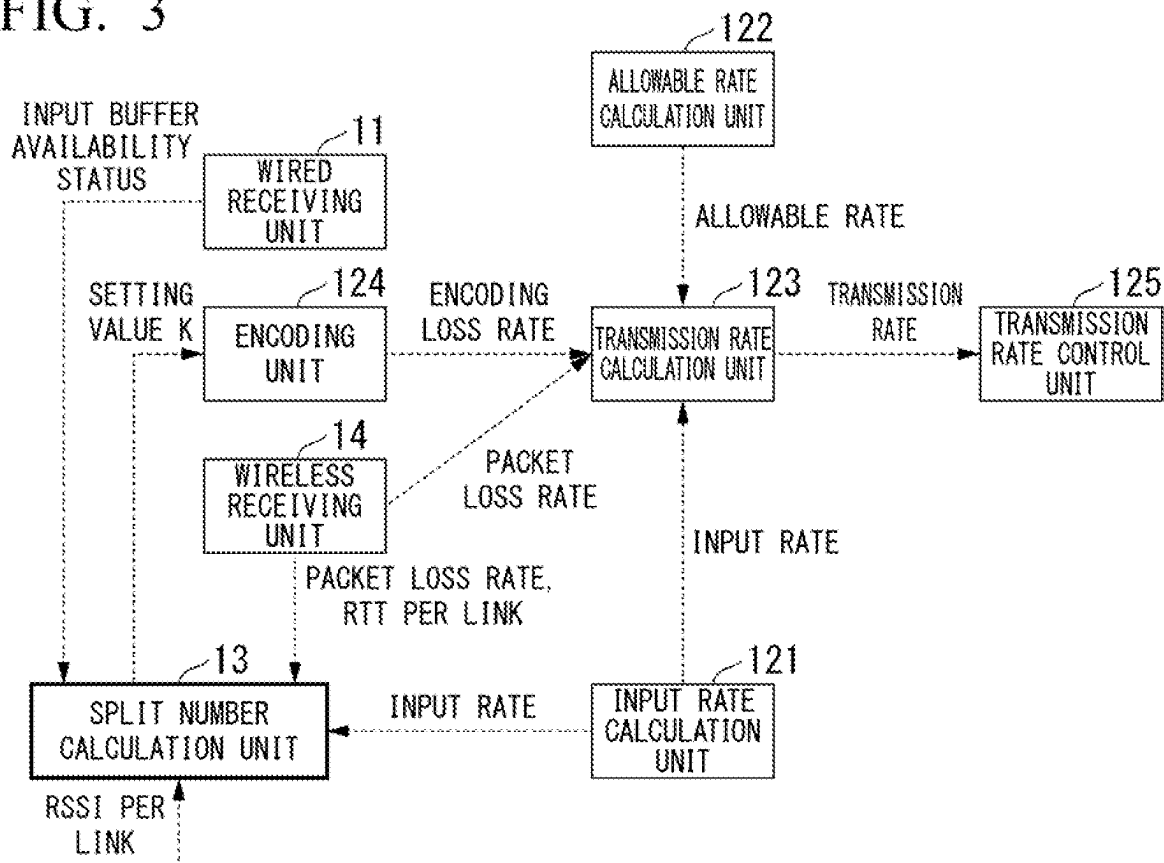 FIG. 3
122
ALLOWABLE RATE
CALCULATION UNIT
INPUT BUFFER
AVAILABILITY
STATUS
11
WIRED
RECEIVING
UNIT
ALLOWABLE RATE
SETTING
VALUE K
124
ENCODING
UNIT
ENCODING
LOSS RATE
123
TRANSMISSION RATE
CALCULATION UNIT
TRANSMISSION
RATE
125
TRANSMISSION
RATE CONTROL
UNIT
14
WIRELESS
RECEIVING
UNIT
PACKET
LOSS RATE
INPUT RATE
PACKET LOSS RATE,
RTT PER LINK
13
SPLIT NUMBER
CALCULATION UNIT
INPUT RATE
121
INPUT RATE
CALCULATION
UNIT
RSSI PER
LINK